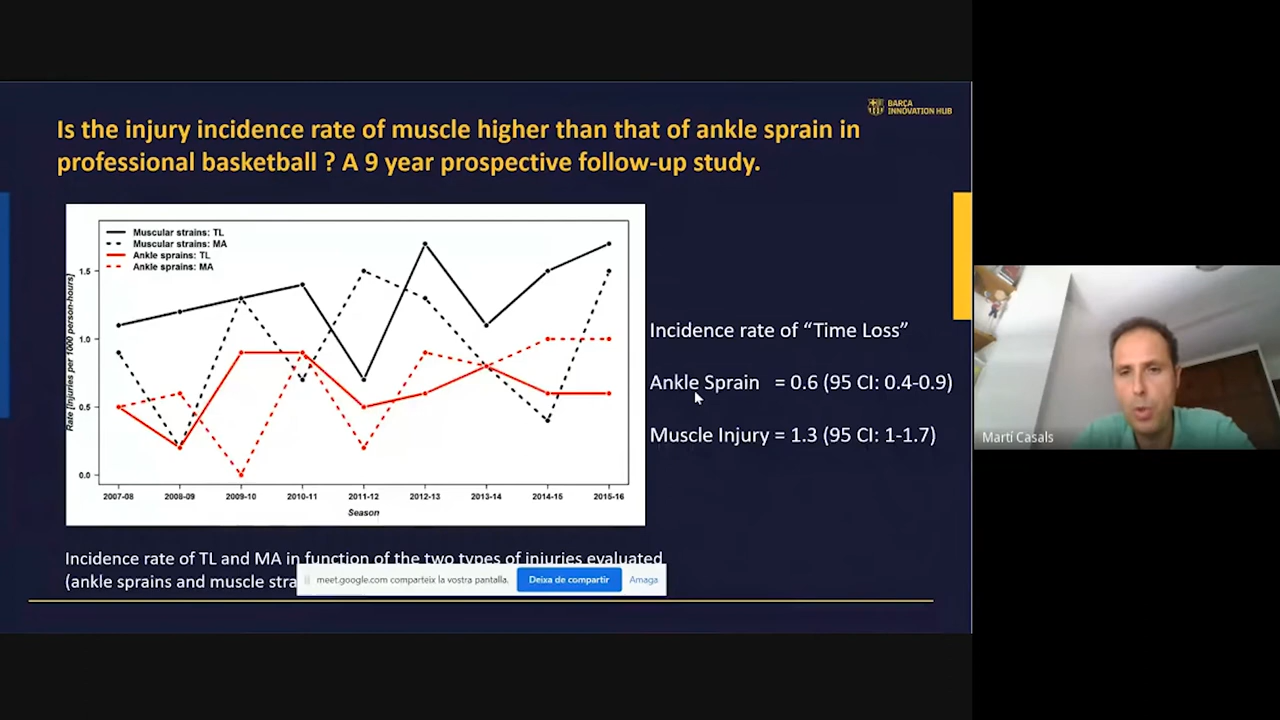 BARÇA
INNOVATION HUB
Is the injury incidence rate of muscle higher than that of ankle sprain in
professional basketball ? A 9 year prospective follow-up study.
Muscular strains: TL
Muscular strains: MA
Ankle sprains: TL
Ankle sprains: MA
Rate [injuries per 1000 person-hours]
1.5
1.0
0.5
0.0
2007-08 2008-09 2009-10 2010-11 2011-12 2012-13 2013-14 2014-15 2015-16
Season
Incidence rate of “Time Loss”
Ankle Sprain = 0.6 (95 CI: 0.4-0.9)
Muscle Injury = 1.3 (95 CI: 1-1.7)
Martí Casals
Incidence rate of TL and MA in function of the two types of injuries evaluated
(ankle sprains and muscle stra
meet.google.com comparteix la vostra pantalla. Deixa de compartir Amaga